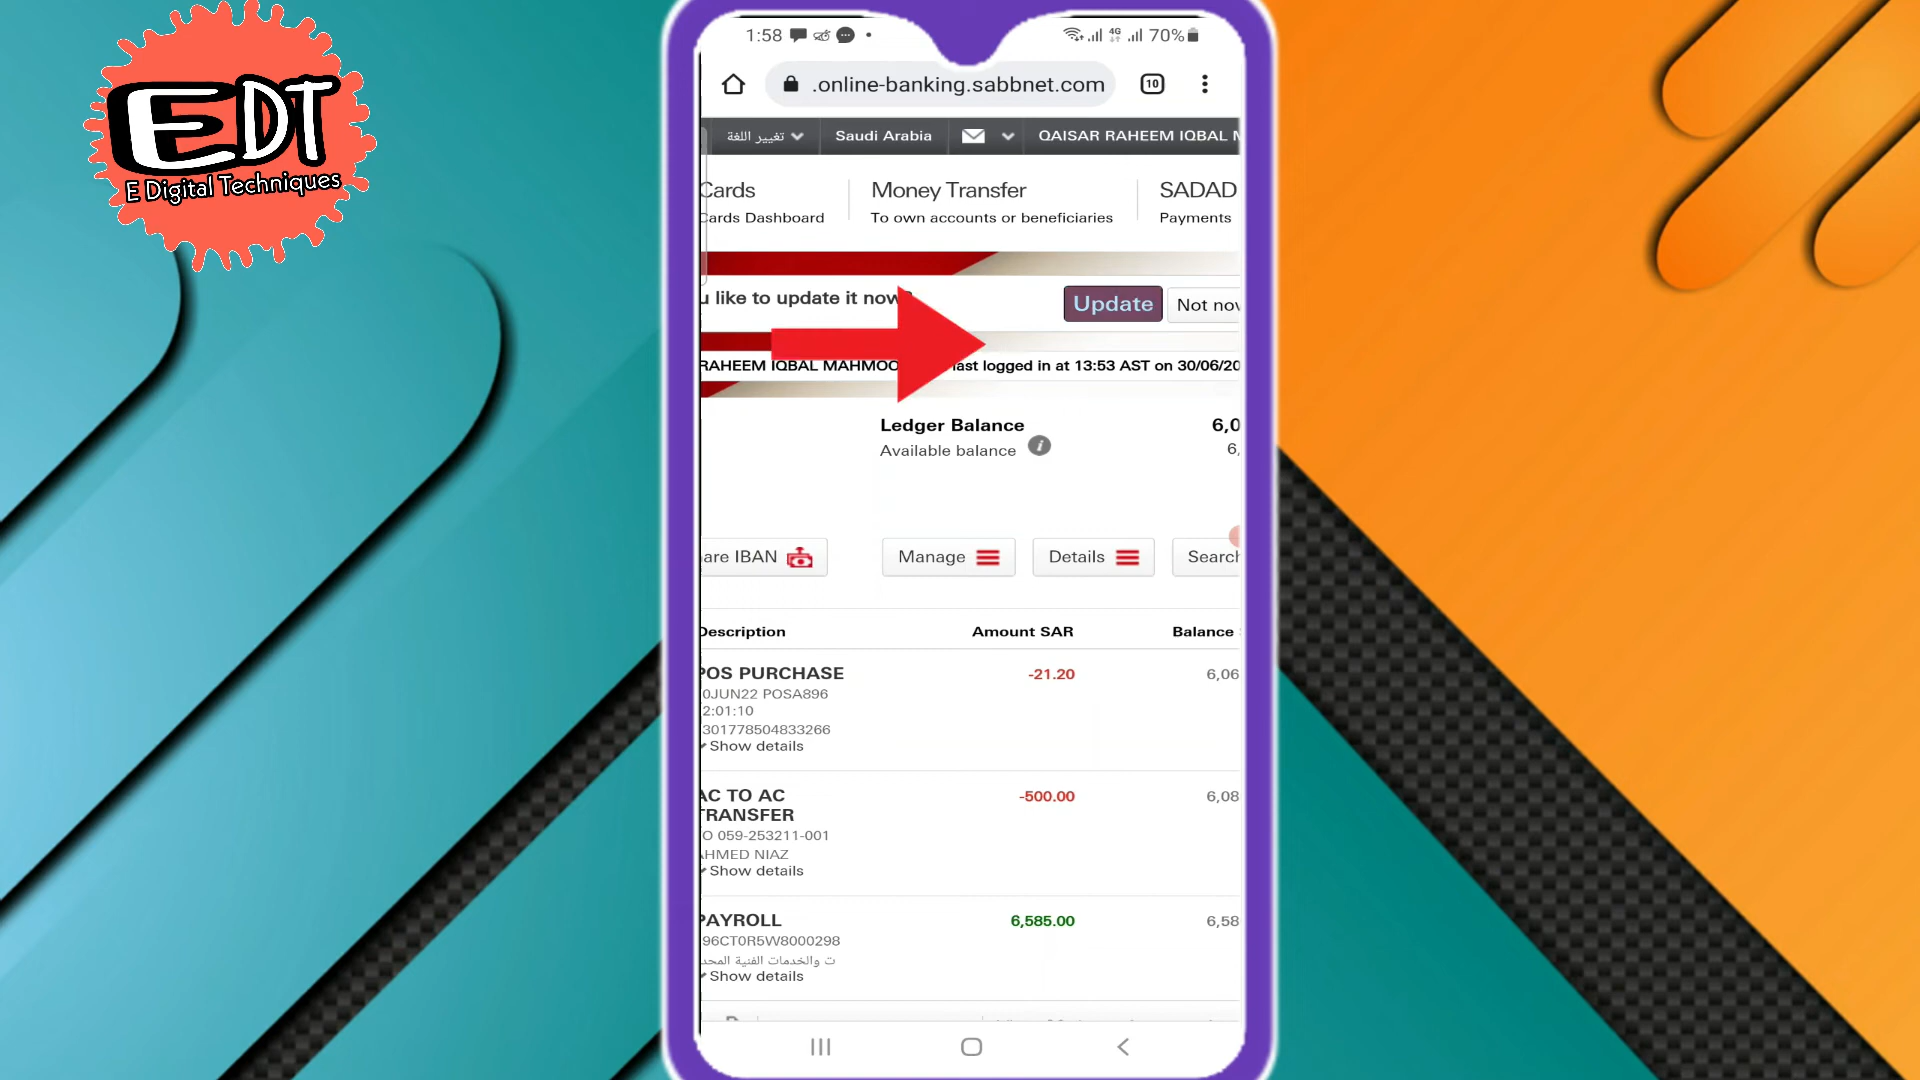 EDT
E Digital Techniques
1:58
4G
70%
.online-banking.sabbnet.com
10
تغيير اللغة
Saudi Arabia
QAISAR RAHEEM IQBAL M
Cards
Cards Dashboard
Money Transfer
To own accounts or beneficiaries
SADAD
Payments
u like to update it now?
Update
Not now
RAHEEM IQBAL MAHMOO last logged in at 13:53 AST on 30/06/20
Ledger Balance
6,0
Available balance
6,
are IBAN
Manage
Details
Search
Description
Amount SAR
Balance
POS PURCHASE
-21.20
6,06
0JUN22 POSA896
2:01:10
301778504833266
Show details
AC TO AC
-500.00
6,08
TRANSFER
O 059-253211-001
AHMED NIAZ
Show details
PAYROLL
6,585.00
6,58
96CT0R5W8000298
ت والخدمات الفنية المحد
Show details